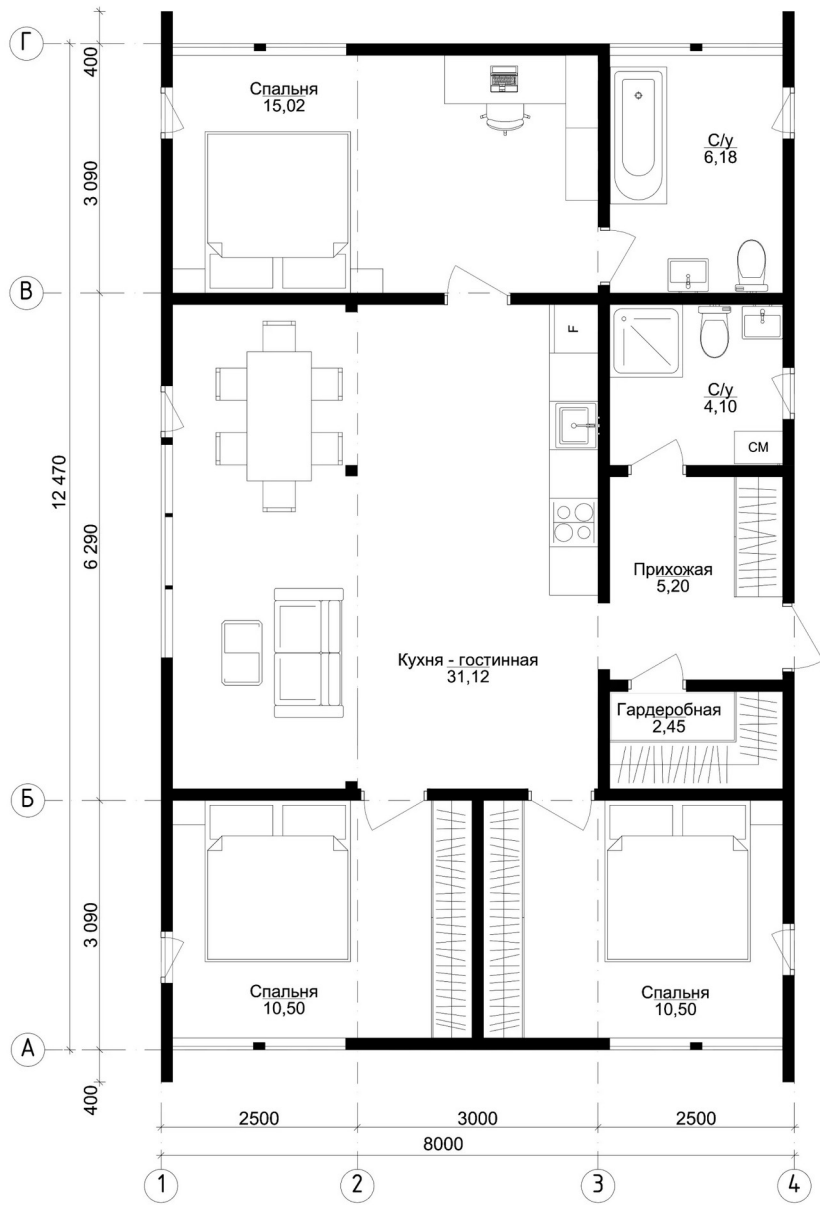 Г
400
Спальня
15,02
С/у
6,18
3 090
В
F
С/у
4,10
СМ
12 470
6 290
Прихожая
5,20
Кухня - гостинная
31,12
Гардеробная
2,45
Б
3 090
Спальня
10,50
Спальня
10,50
А
400
2500
3000
2500
8000
1
2
3
4